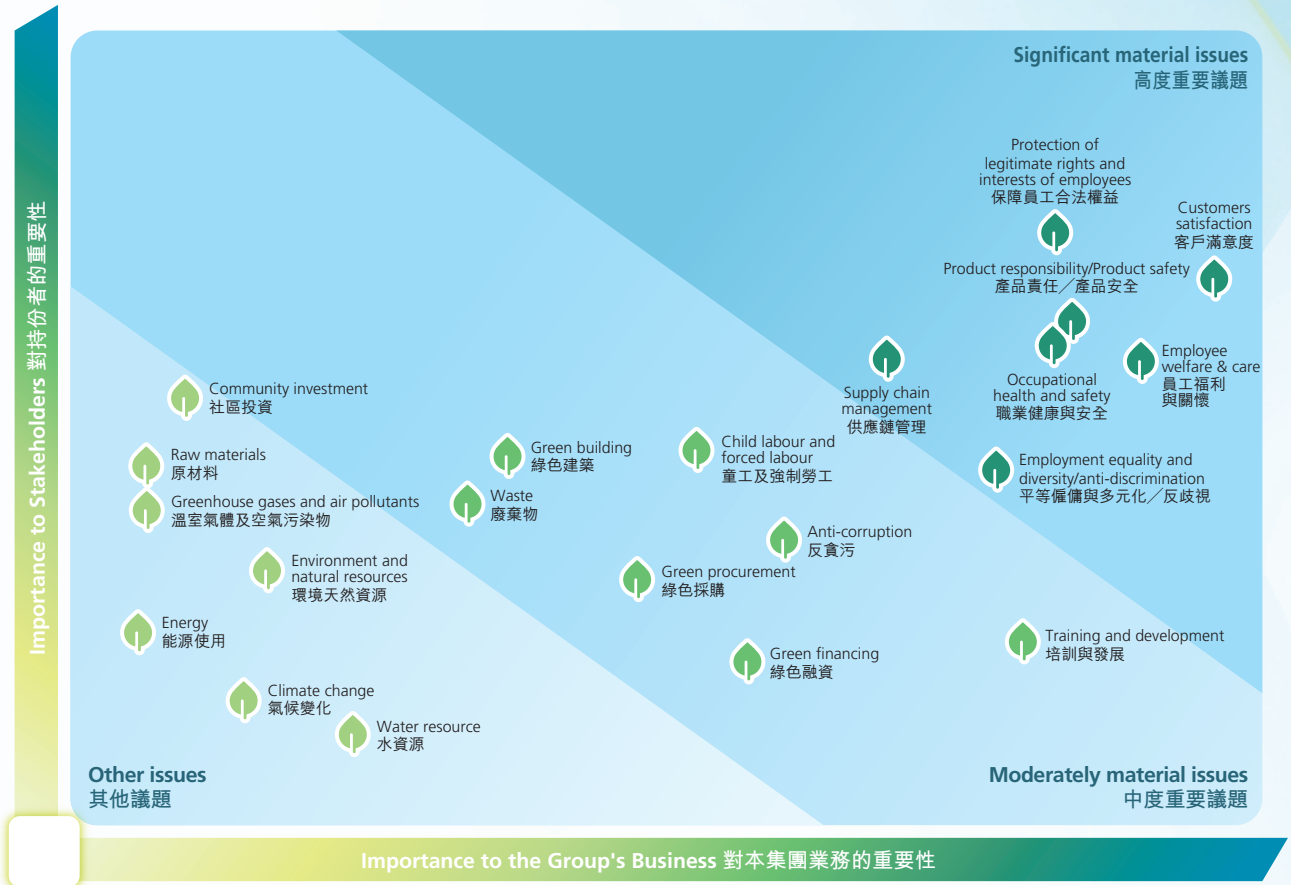 Significant material issues
高度重要議題
Protection of
legitimate rights and
interests of employees
保障員工合法權益
Customers
satisfaction
客戶滿意度
Product responsibility/Product safety
產品責任／產品安全
Employee
welfare & care
員工福利
與關懷
Occupational
health and safety
職業健康與安全
Supply chain
management
供應鏈管理
Community investment
社區投資
Child labour and
forced labour
童工及強制勞工
Green building
綠色建築
Raw materials
原材料
Employment equality and
diversity/anti-discrimination
平等僱傭與多元化／反歧視
Greenhouse gases and air pollutants
溫室氣體及空氣污染物
Waste
廢棄物
Anti-corruption
反貪污
Environment and
natural resources
環境天然資源
Green procurement
綠色採購
Energy
能源使用
Training and development
培訓與發展
Green financing
綠色融資
Climate change
氣候變化
Water resource
水資源
Other issues
其他議題
Moderately material issues
中度重要議題
Importance to Stakeholders 對持份者的重要性
Importance to the Group's Business 對本集團業務的重要性